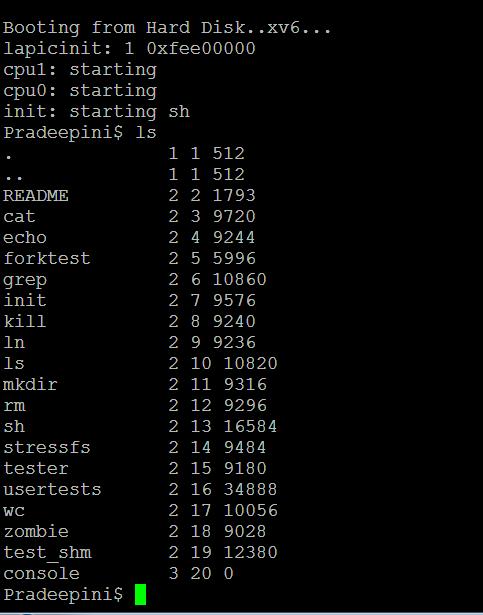 Booting from Hard Disk..xv6...
lapicinit: 1 0xfee00000
cpu1: starting
cpu0: starting
init: starting sh
Pradeepini$ ls
. 1 1 512
.. 1 1 512
README 2 2 1793
cat 2 3 9720
echo 2 4 9244
forktest 2 5 5996
grep 2 6 10860
init 2 7 9576
kill 2 8 9240
ln 2 9 9236
ls 2 10 10820
mkdir 2 11 9316
rm 2 12 9296
sh 2 13 16584
stressfs 2 14 9484
tester 2 15 9180
usertests 2 16 34888
wc 2 17 10056
zombie 2 18 9028
test_shm 2 19 12380
console 3 20 0
Pradeepini$